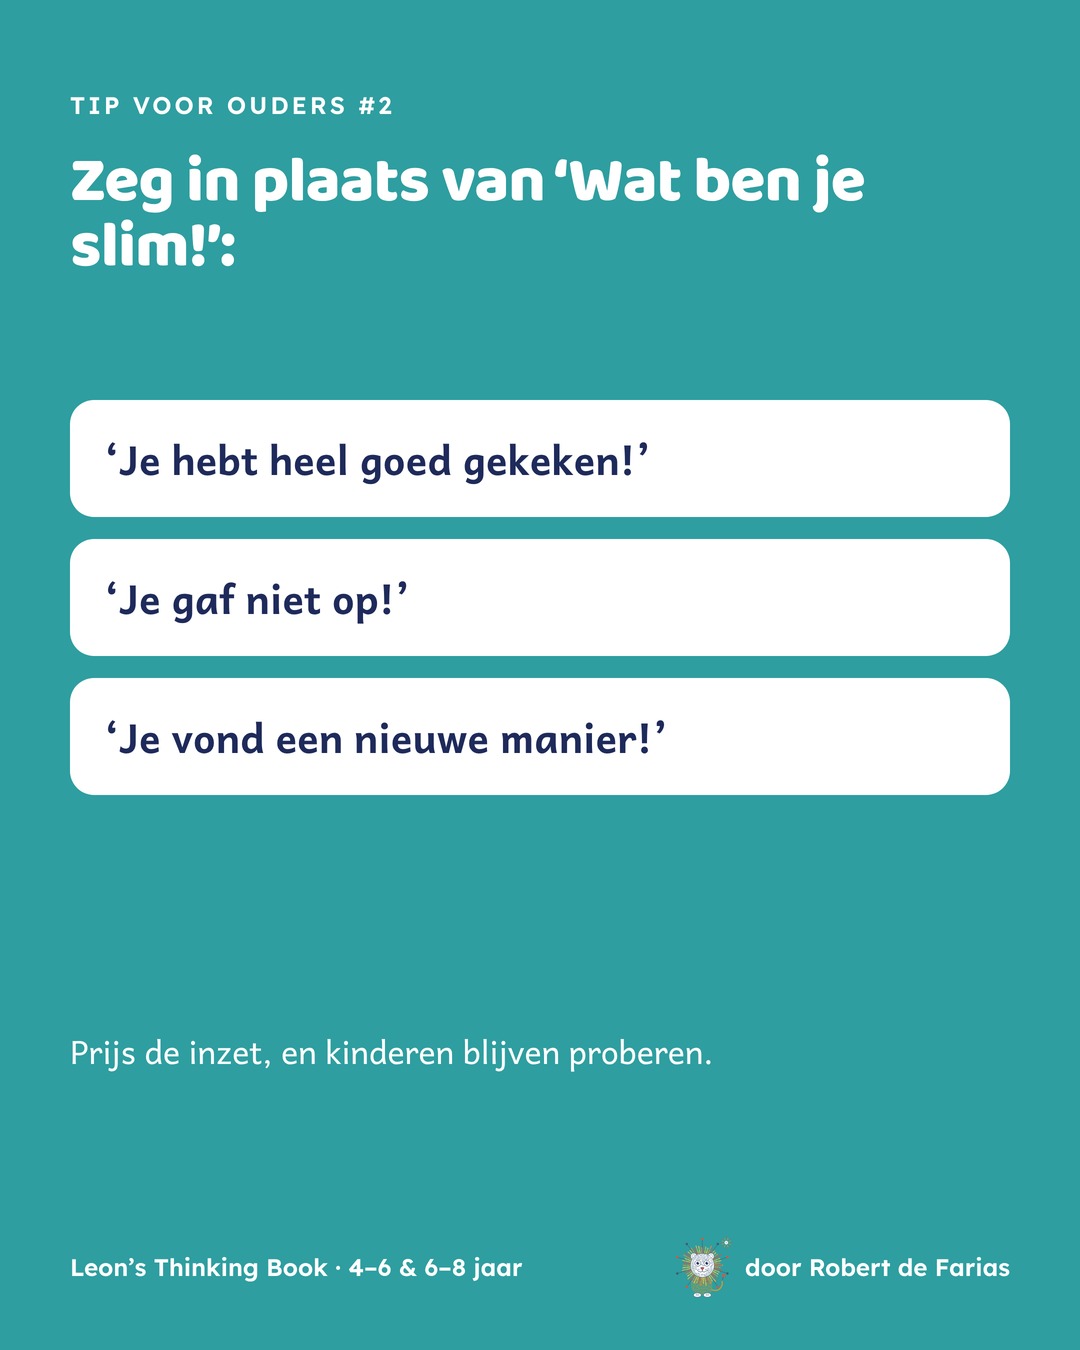 TIP VOOR OUDERS #2
Zeg in plaats van ‘Wat ben je
slim!’:
‘Je hebt heel goed gekeken!’
‘Je gaf niet op!’
‘Je vond een nieuwe manier!’
Prijs de inzet, en kinderen blijven proberen.
Leon’s Thinking Book · 4–6 & 6–8 jaar
door Robert de Farias